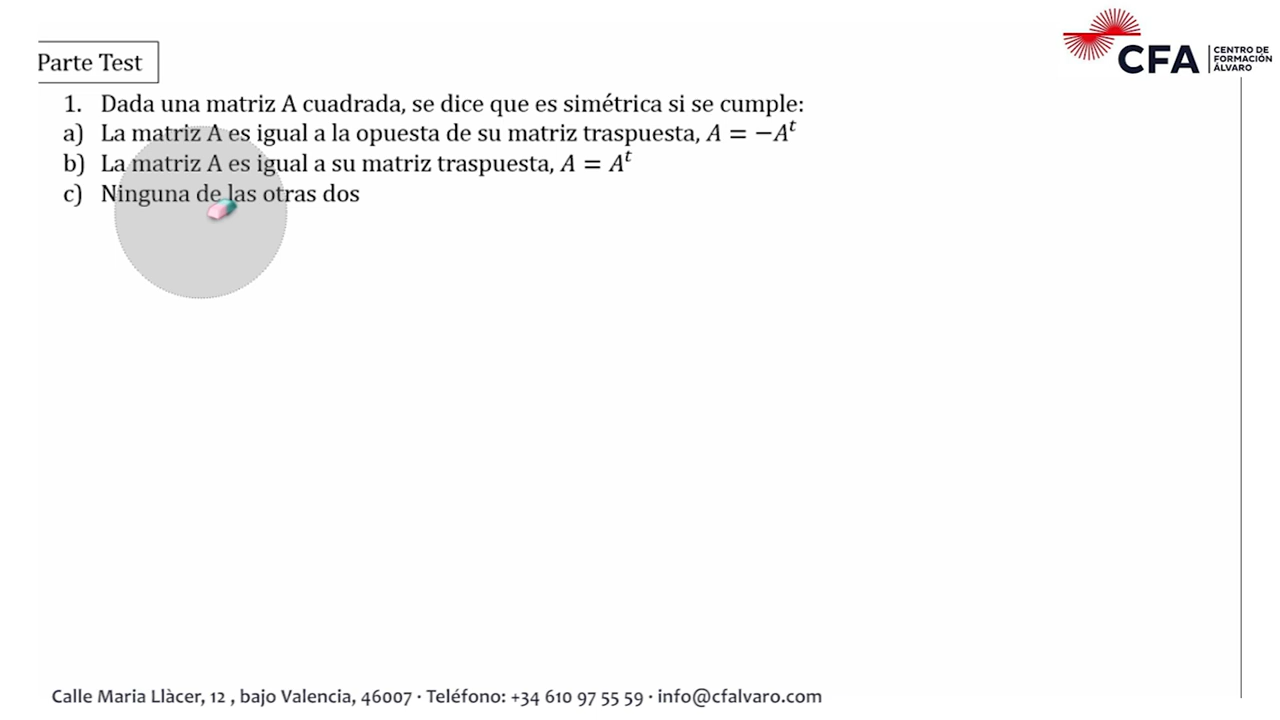 CFA
CENTRO DE
FORMACIÓN
ÁLVARO
Parte Test
1. Dada una matriz A cuadrada, se dice que es simétrica si se cumple:
a) La matriz A es igual a la opuesta de su matriz traspuesta, A = −Aᵗ
b) La matriz A es igual a su matriz traspuesta, A = Aᵗ
c) Ninguna de las otras dos
Calle Maria Llàcer, 12 , bajo Valencia, 46007 · Teléfono: +34 610 97 55 59 · info@cfalvaro.com